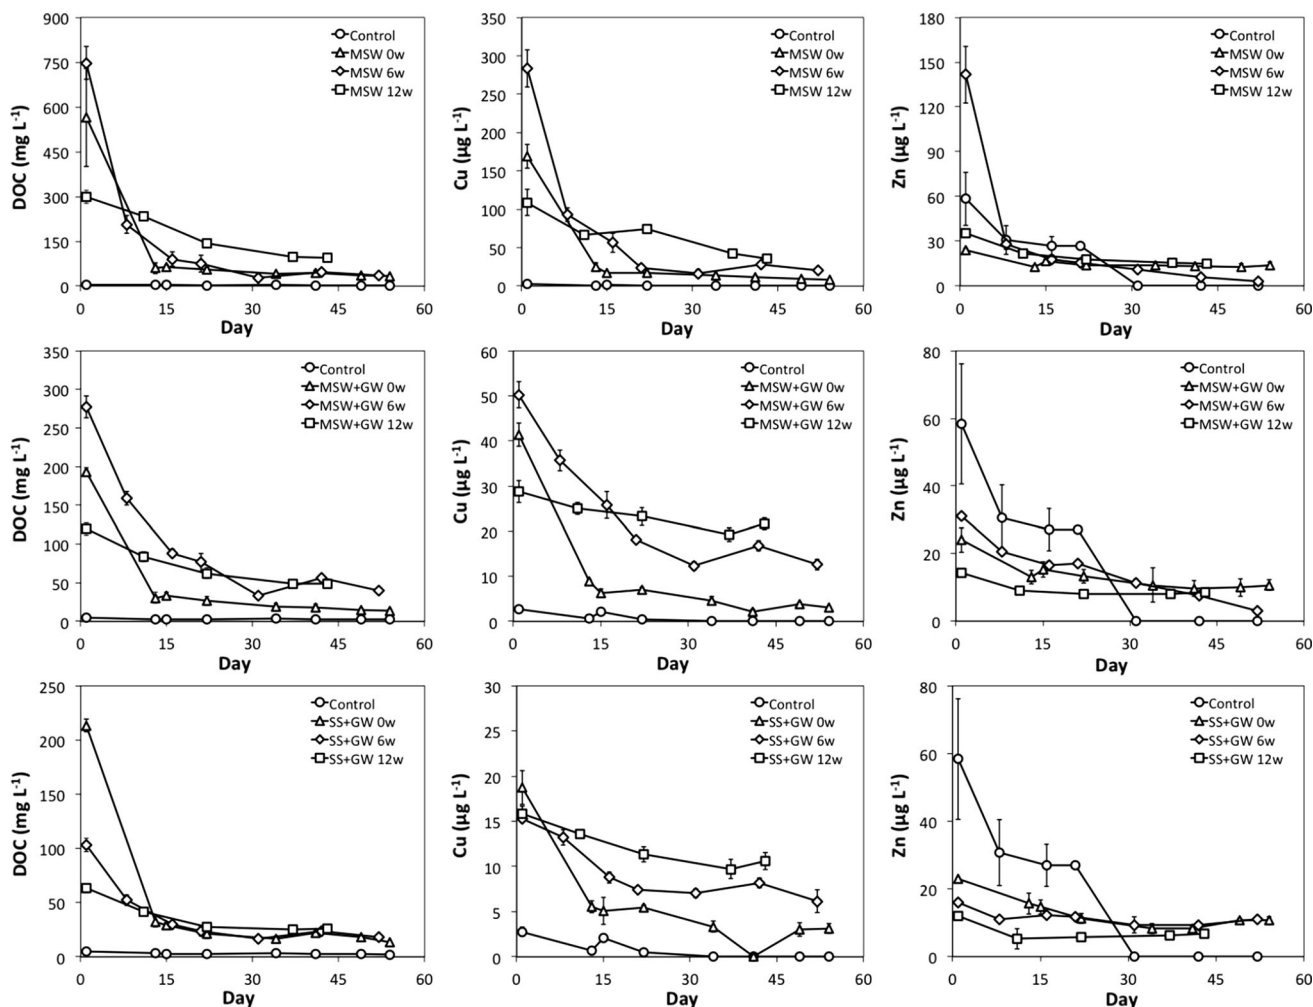 900
750
600
450
300
150
0
DOC (mg L⁻¹)
Control
MSW 0w
MSW 6w
MSW 12w
0 15 30 45 60
Day
350
300
250
200
150
100
50
0
Cu (µg L⁻¹)
Control
MSW 0w
MSW 6w
MSW 12w
0 15 30 45 60
Day
180
150
120
90
60
30
0
Zn (µg L⁻¹)
Control
MSW 0w
MSW 6w
MSW 12w
0 15 30 45 60
Day
350
300
250
200
150
100
50
0
DOC (mg L⁻¹)
Control
MSW+GW 0w
MSW+GW 6w
MSW+GW 12w
0 15 30 45 60
Day
60
50
40
30
20
10
0
Cu (µg L⁻¹)
Control
MSW+GW 0w
MSW+GW 6w
MSW+GW 12w
0 15 30 45 60
Day
80
60
40
20
0
Zn (µg L⁻¹)
Control
MSW+GW 0w
MSW+GW 6w
MSW+GW 12w
0 15 30 45 60
Day
250
200
150
100
50
0
DOC (mg L⁻¹)
Control
SS+GW 0w
SS+GW 6w
SS+GW 12w
0 15 30 45 60
Day
30
25
20
15
10
5
0
Cu (µg L⁻¹)
Control
SS+GW 0w
SS+GW 6w
SS+GW 12w
0 15 30 45 60
Day
80
60
40
20
0
Zn (µg L⁻¹)
Control
SS+GW 0w
SS+GW 6w
SS+GW 12w
0 15 30 45 60
Day